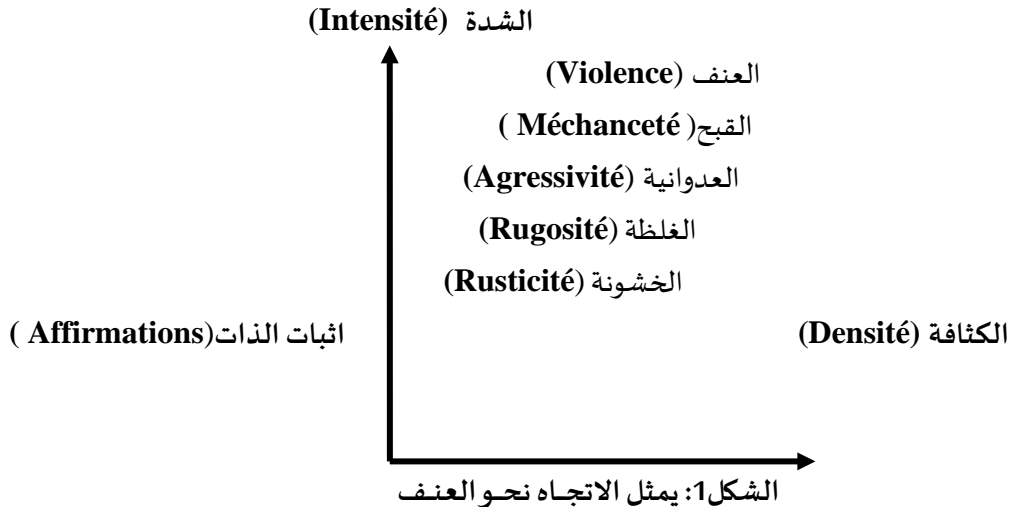 الشدة (Intensité)
العنف (Violence)
القبح( Méchanceté )
العدوانية (Agressivité)
الغلظة (Rugosité)
الخشونة (Rusticité)
الكثافة (Densité)
اثبات الذات(Affirmations )
الشكل1: يمثل الاتجاه نحو العنف